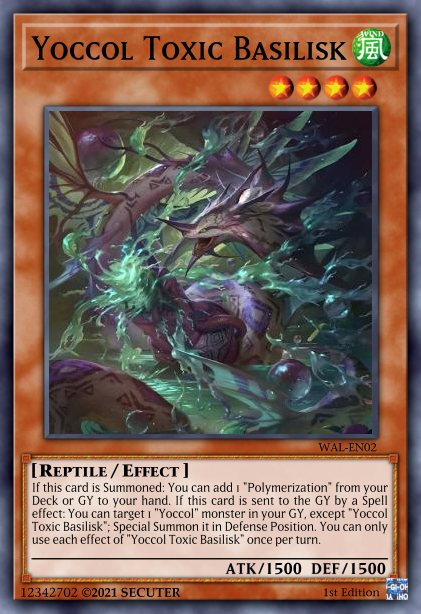 Yoccol Toxic Basilisk
WIND
風
WAL-EN02
[ Reptile / Effect ]
If this card is Summoned: You can add 1 "Polymerization" from your
Deck or GY to your hand. If this card is sent to the GY by a Spell
effect: You can target 1 "Yoccol" monster in your GY, except "Yoccol
Toxic Basilisk"; Special Summon it in Defense Position. You can only
use each effect of "Yoccol Toxic Basilisk" once per turn.
ATK/1500 DEF/1500
12342702 ©2021 SECUTER
1st Edition